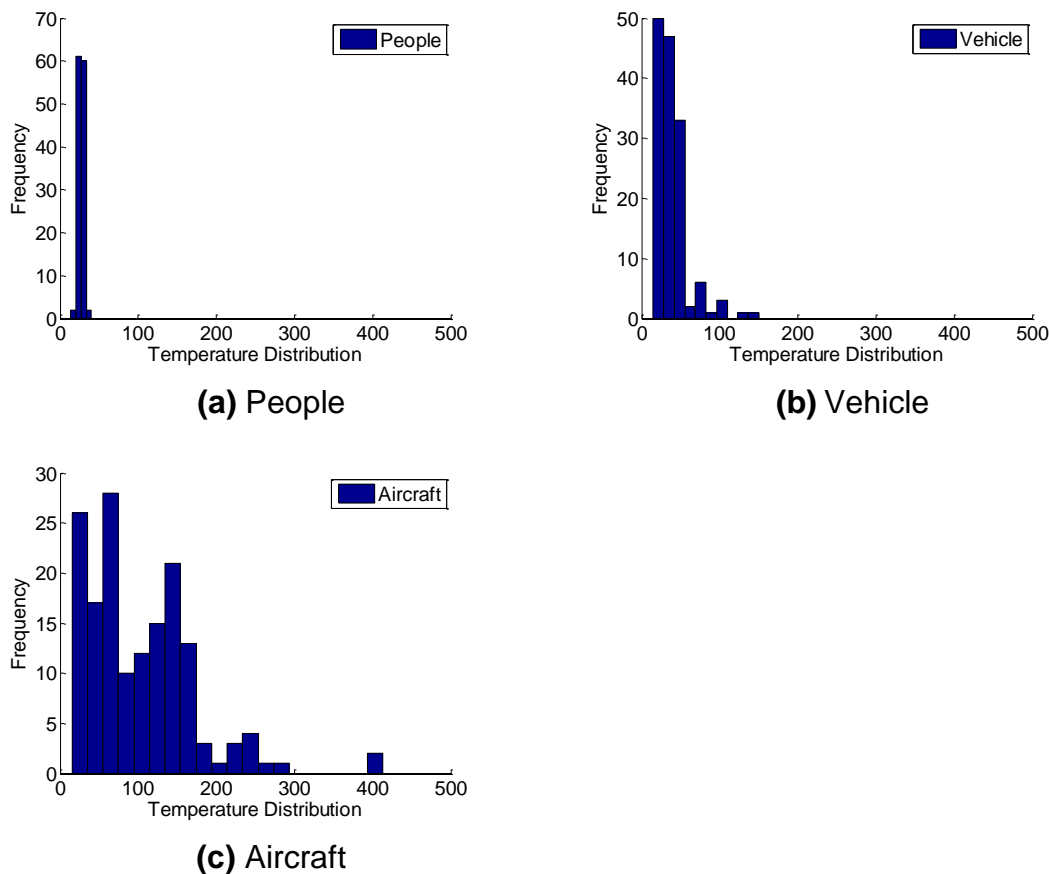 70
60
50
40
30
20
10
0
Frequency
People
0 100 200 300 400 500
Temperature Distribution
(a) People
50
40
30
20
10
0
Frequency
Vehicle
0 100 200 300 400 500
Temperature Distribution
(b) Vehicle
30
25
20
15
10
5
0
Frequency
Aircraft
0 100 200 300 400 500
Temperature Distribution
(c) Aircraft